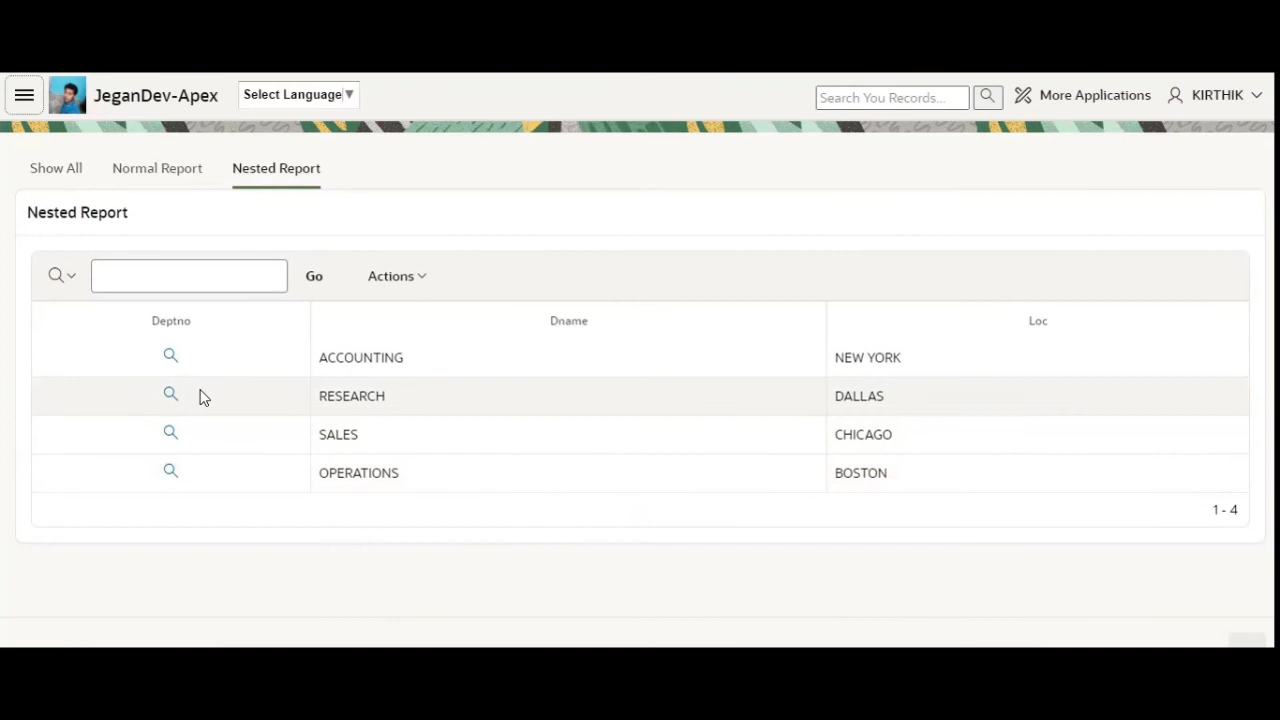 JeganDev-Apex Select Language▼ Search You Records... More Applications KIRTHIK
Show All Normal Report Nested Report
Nested Report
Go Actions
Deptno Dname Loc
ACCOUNTING NEW YORK
RESEARCH DALLAS
SALES CHICAGO
OPERATIONS BOSTON
1 - 4